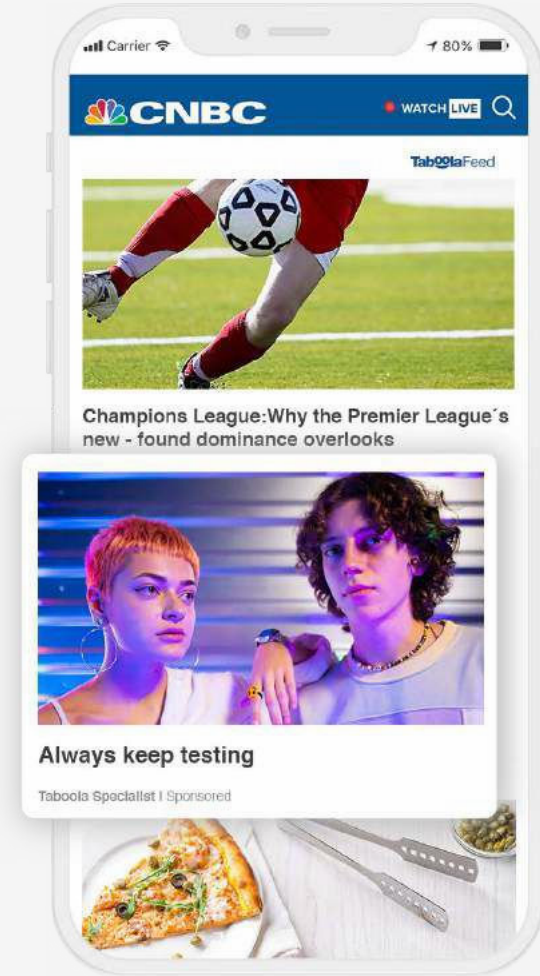 Carrier 80%
CNBC WATCH LIVE
TaboolaFeed
Champions League:Why the Premier League´s
new - found dominance overlooks
Always keep testing
Taboola Specialist | Sponsored